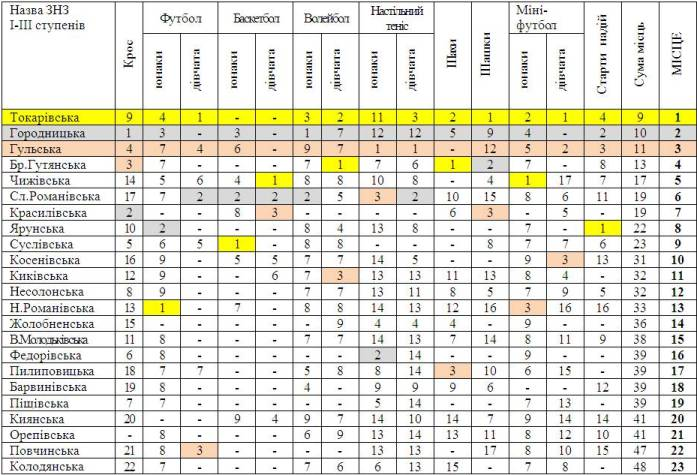 Назва ЗНЗ Футбол Баскетбол Волейбол Настільний Міні-
І-ІІІ ступенів теніс футбол
Крос юнаки дівчата юнаки дівчата юнаки дівчата юнаки дівчата Шахи Шашки юнаки дівчата Старти надій Сума місць МІСЦЕ
Токарівська 9 4 1 - - 3 2 11 3 2 1 2 1 4 9 1
Городницька 1 3 - 3 - 1 7 12 12 5 9 4 - 2 10 2
Гульська 4 7 4 6 - 9 7 1 1 - 12 5 2 3 11 3
Бр.Гутянська 3 7 - - - 7 1 7 - 1 2 7 - 8 13 4
Чижівська 14 5 6 4 1 8 8 10 8 - 4 1 17 7 17 5
Сл.Романівська 17 7 2 2 2 2 5 3 2 10 15 8 6 11 19 6
Красилівська 2 - - 8 3 - - - - 6 3 - 5 - 19 7
Ярунська 10 2 - - - 8 4 13 8 - - - - 1 22 8
Суслівська 5 6 5 1 - 8 8 - - - 8 7 7 6 23 9
Косенівська 16 9 - 5 5 7 7 14 5 - - 9 3 13 31 10
Киківська 12 9 - - 6 7 3 13 13 11 13 8 4 - 32 11
Несолонська 8 9 - - - 7 7 13 11 8 5 7 9 5 32 12
Н.Романівська 13 1 - 7 - 8 8 14 13 12 16 3 16 16 33 13
Жолобненська 15 - - - - - 9 4 4 4 - 9 - - 36 14
В.Молодьківська 11 8 - - - 7 7 14 13 7 14 8 11 9 38 15
Федорівська 6 8 - - - - - 2 14 - - 9 - - 39 16
Пилиповицька 18 7 7 - - 5 8 8 14 3 10 6 15 - 39 17
Барвинівська 19 8 - - - 4 - 9 9 9 6 - - 12 39 18
Пішівська 7 7 - - - - - 5 14 - - 7 13 - 39 19
Киянська 20 - - 9 4 9 7 14 10 14 7 9 14 14 41 20
Орепівська - 8 - - - 6 9 13 14 13 11 8 12 10 41 21
Повчинська 21 8 3 - - - - 13 13 - 17 8 10 15 47 22
Колодянська 22 7 - - - 7 6 6 13 15 - 7 - - 48 23